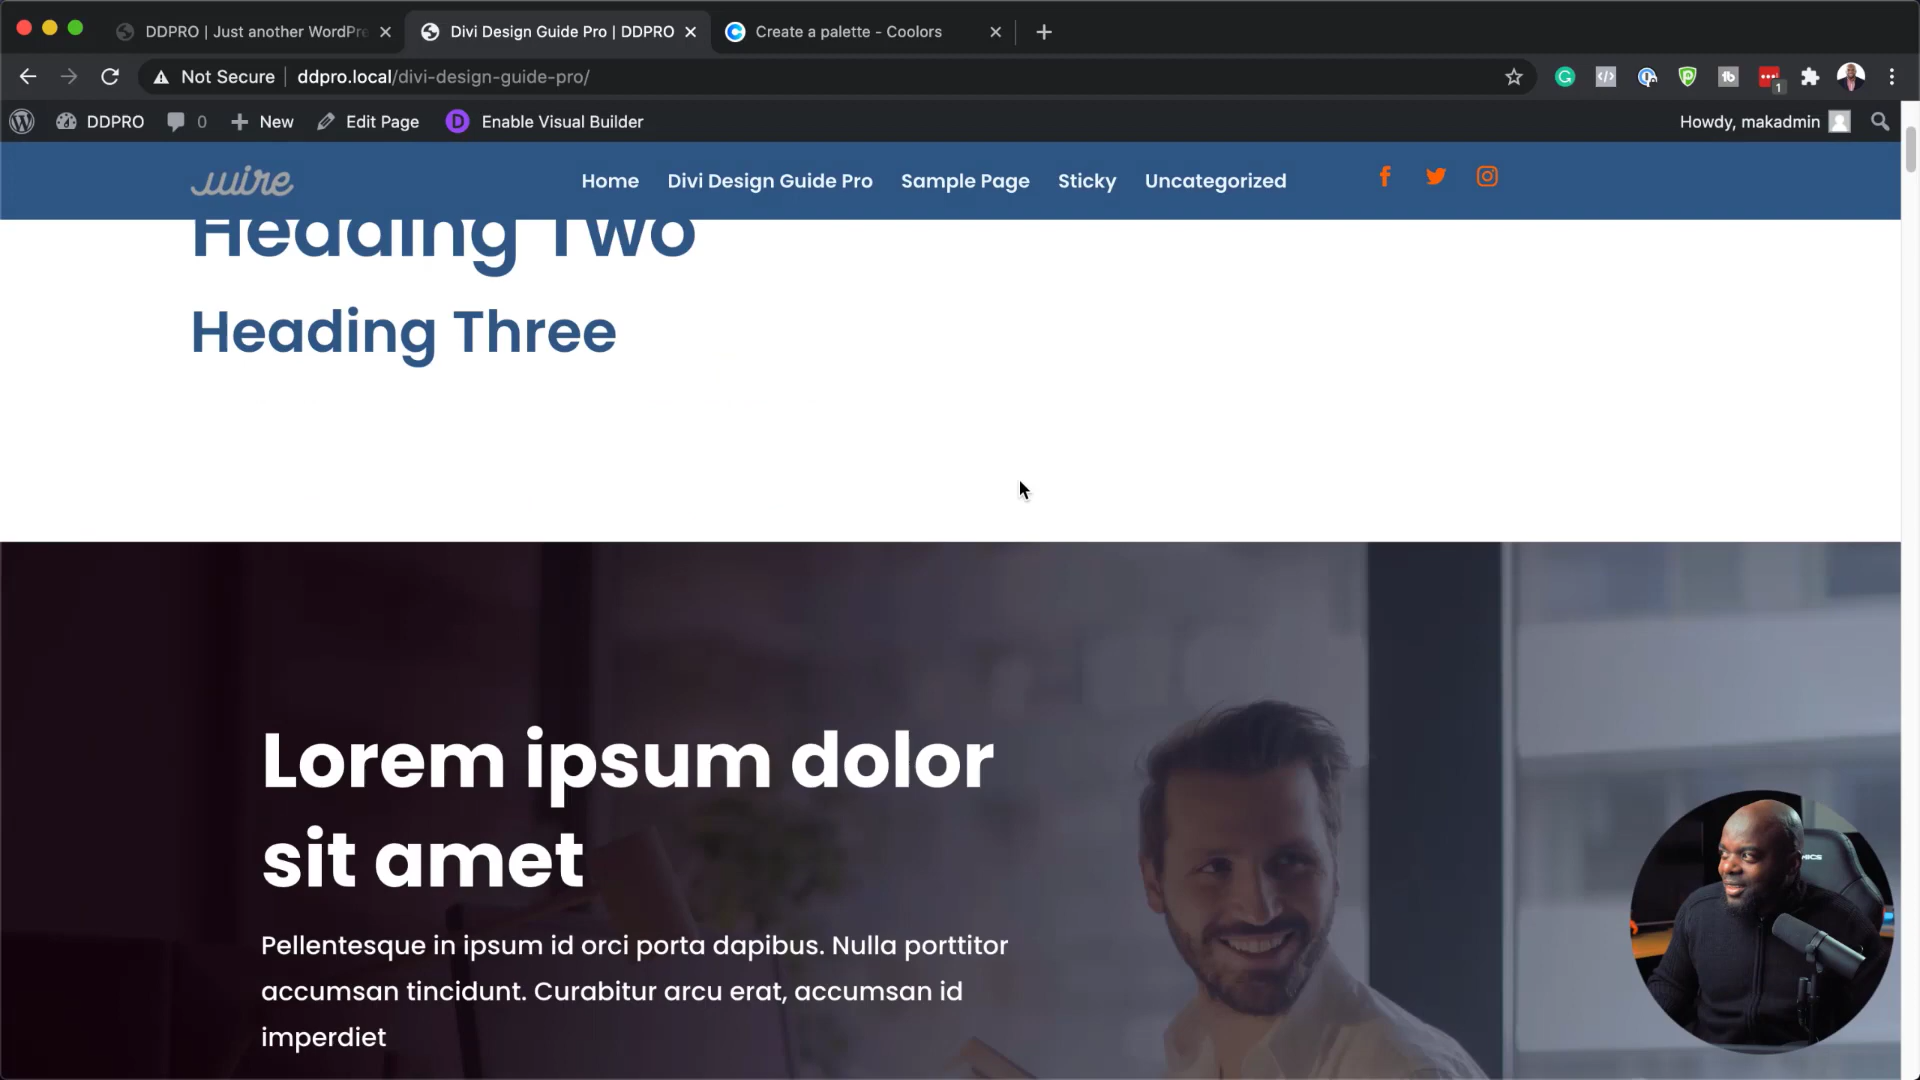 DDPRO | Just another WordPre
Divi Design Guide Pro | DDPRO
Create a palette - Coolors
Not Secure
ddpro.local/divi-design-guide-pro/
1
DDPRO
0
New
Edit Page
Enable Visual Builder
Howdy, makadmin
wire
Home
Divi Design Guide Pro
Sample Page
Sticky
Uncategorized
Heading Two
Heading Three
Lorem ipsum dolor
sit amet
Pellentesque in ipsum id orci porta dapibus. Nulla porttitor
accumsan tincidunt. Curabitur arcu erat, accumsan id
imperdiet